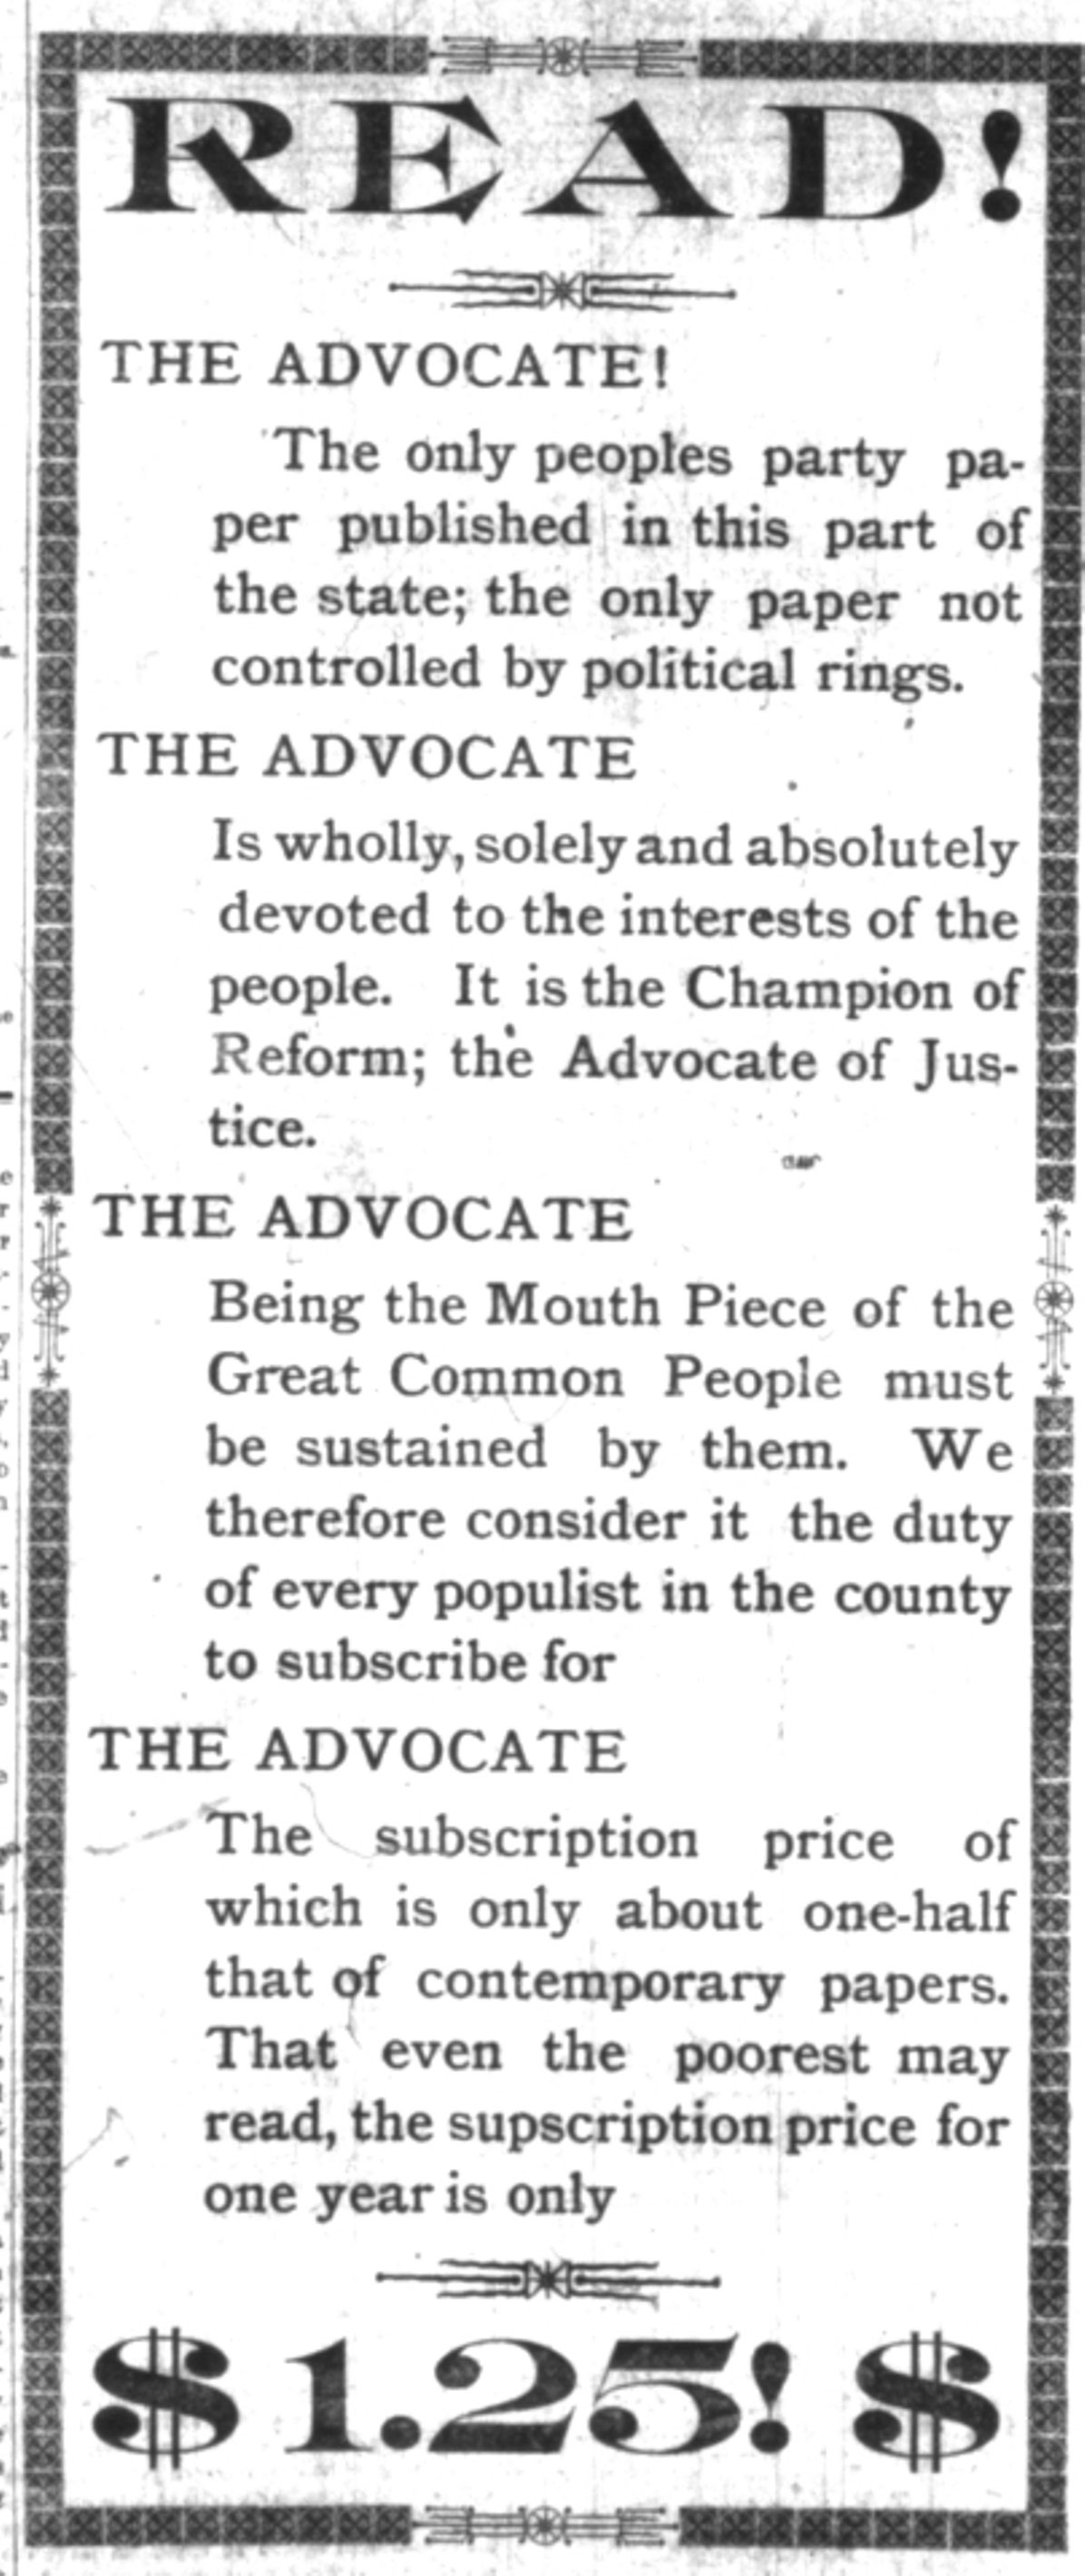 READ!
THE ADVOCATE!
The only peoples party pa-
per published in this part of
the state; the only paper not
controlled by political rings.
THE ADVOCATE
Is wholly, solely and absolutely
devoted to the interests of the
people. It is the Champion of
Reform; the Advocate of Jus-
tice.
THE ADVOCATE
Being the Mouth Piece of the
Great Common People must
be sustained by them. We
therefore consider it the duty
of every populist in the county
to subscribe for
THE ADVOCATE
The subscription price of
which is only about one-half
that of contemporary papers.
That even the poorest may
read, the supscription price for
one year is only
$1.25! $